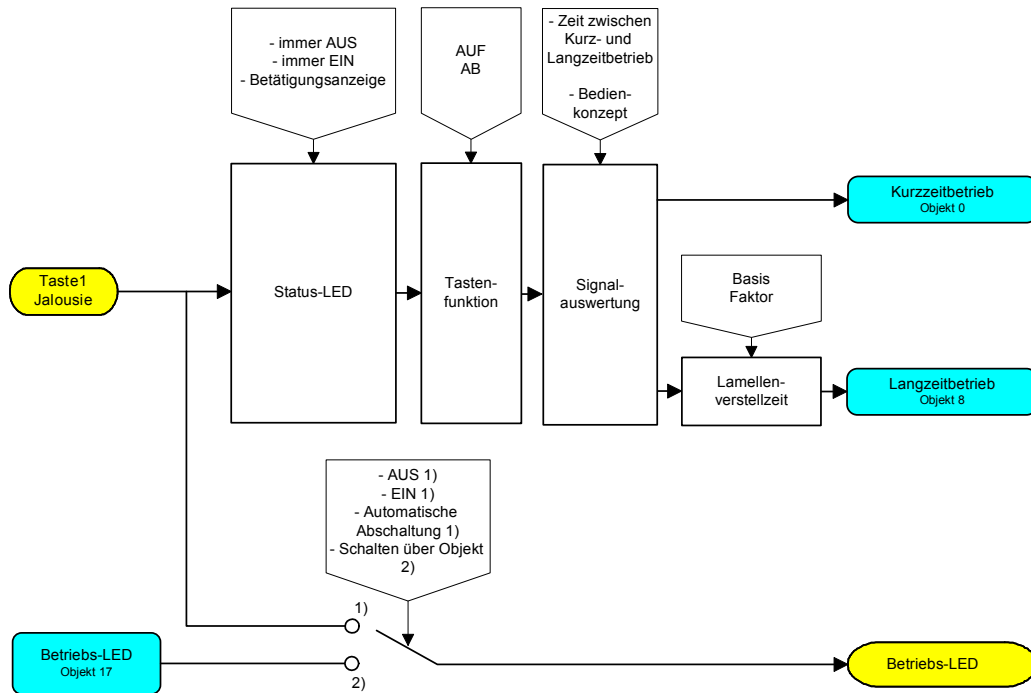 - immer AUS
- immer EIN
- Betätigungsanzeige
AUF
AB
- Zeit zwischen
Kurz- und
Langzeitbetrieb
- Bedien-
konzept
Kurzzeitbetrieb
Objekt 0
Taste1
Jalousie
Status-LED
Tasten-
funktion
Signal-
auswertung
Basis
Faktor
Lamellen-
verstellzeit
Langzeitbetrieb
Objekt 8
- AUS 1)
- EIN 1)
- Automatische
Abschaltung 1)
- Schalten über Objekt
2)
1)
Betriebs-LED
Objekt 17
2)
Betriebs-LED